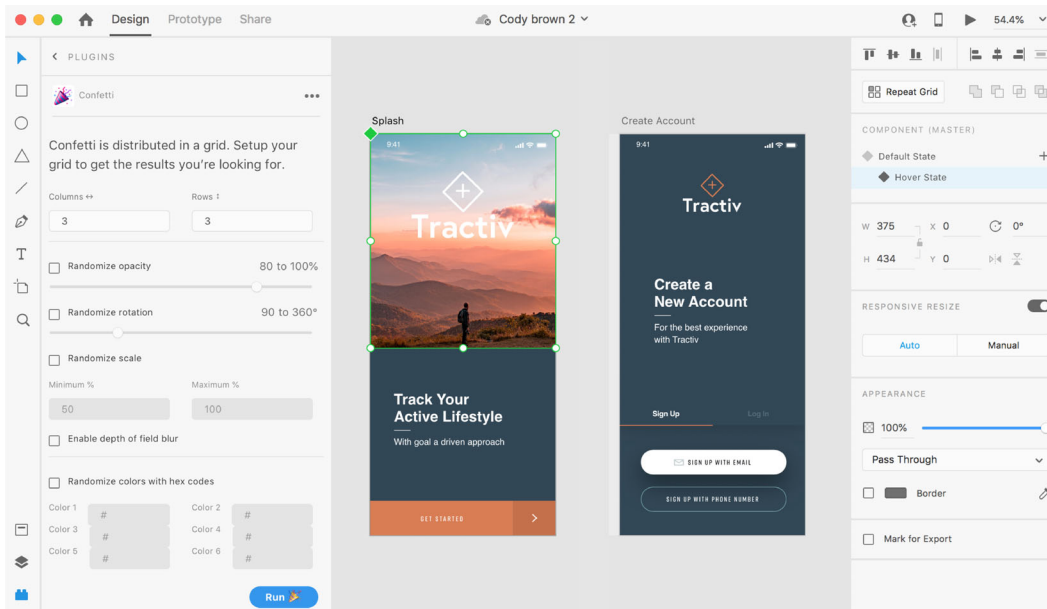 Design Prototype Share
Cody brown 2
54.4%
PLUGINS
Confetti
Confetti is distributed in a grid. Setup your
grid to get the results you're looking for.
Columns Rows
3 3
Randomize opacity 80 to 100%
Randomize rotation 90 to 360°
Randomize scale
Minimum % Maximum %
50 100
Enable depth of field blur
Randomize colors with hex codes
Color 1 # Color 2 #
Color 3 # Color 4 #
Color 5 # Color 6 #
Run
Splash
9:41
Tractiv
Track Your
Active Lifestyle
With goal a driven approach
GET STARTED
Create Account
9:41
Tractiv
Create a
New Account
For the best experience
with Tractiv
Sign Up Log In
SIGN UP WITH EMAIL
SIGN UP WITH PHONE NUMBER
Repeat Grid
COMPONENT (MASTER)
Default State
Hover State
W 375 X 0 0°
H 434 Y 0
RESPONSIVE RESIZE
Auto Manual
APPEARANCE
100%
Pass Through
Border
Mark for Export